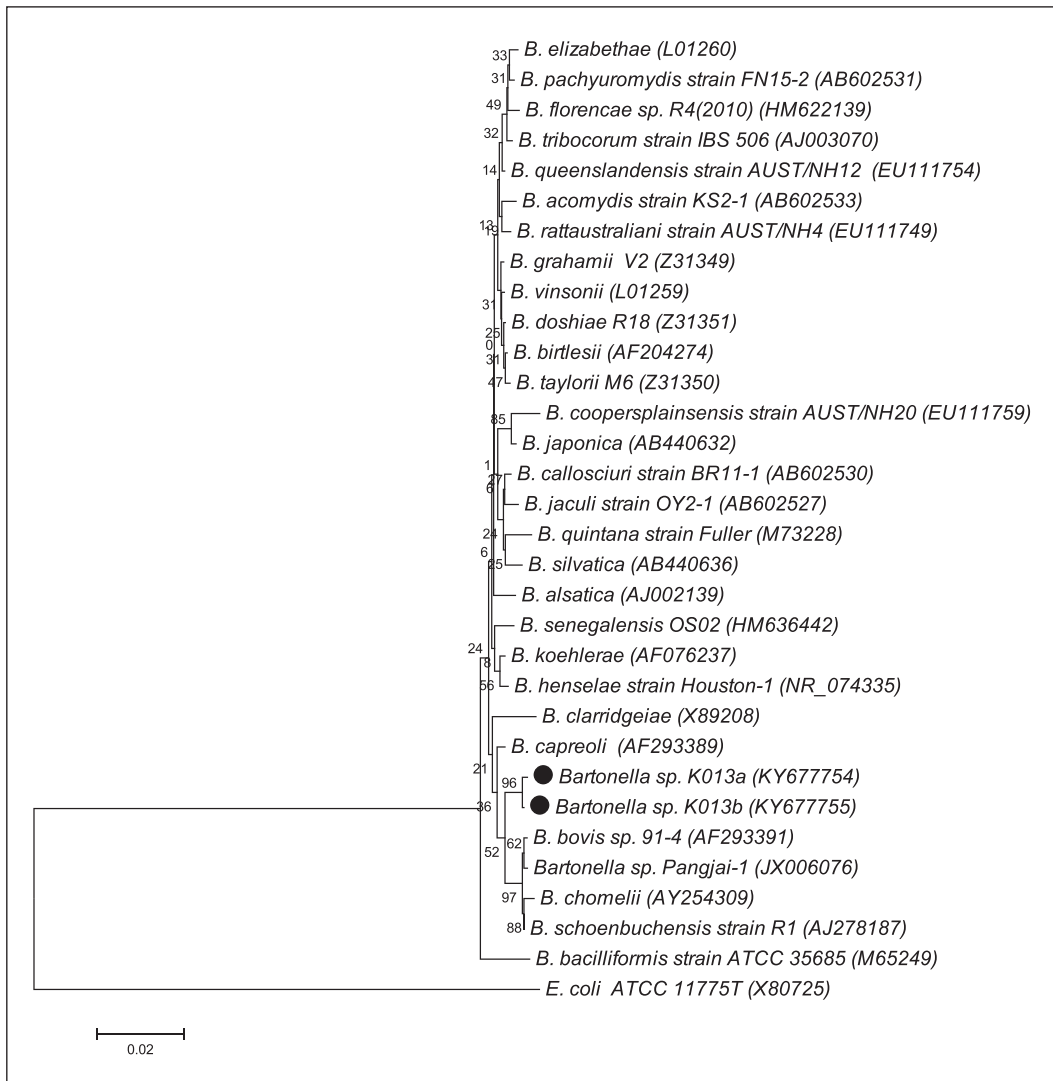 33
B. elizabethae (L01260)
31
B. pachyuromydis strain FN15-2 (AB602531)
49
B. florencae sp. R4(2010) (HM622139)
32
B. tribocorum strain IBS 506 (AJ003070)
14
B. queenslandensis strain AUST/NH12 (EU111754)
B. acomydis strain KS2-1 (AB602533)
13
19
B. rattaustraliani strain AUST/NH4 (EU111749)
B. grahamii V2 (Z31349)
B. vinsonii (L01259)
31
B. doshiae R18 (Z31351)
25
0
B. birtlesii (AF204274)
31
47
B. taylorii M6 (Z31350)
B. coopersplainsensis strain AUST/NH20 (EU111759)
85
B. japonica (AB440632)
1
B. callosciuri strain BR11-1 (AB602530)
27
6
B. jaculi strain OY2-1 (AB602527)
24
B. quintana strain Fuller (M73228)
6
25
B. silvatica (AB440636)
B. alsatica (AJ002139)
B. senegalensis OS02 (HM636442)
24
8
B. koehlerae (AF076237)
56
B. henselae strain Houston-1 (NR_074335)
B. clarridgeiae (X89208)
B. capreoli (AF293389)
21
96
Bartonella sp. K013a (KY677754)
36
Bartonella sp. K013b (KY677755)
62
B. bovis sp. 91-4 (AF293391)
52
Bartonella sp. Pangjai-1 (JX006076)
97
B. chomelii (AY254309)
88
B. schoenbuchensis strain R1 (AJ278187)
B. bacilliformis strain ATCC 35685 (M65249)
E. coli ATCC 11775T (X80725)
0.02